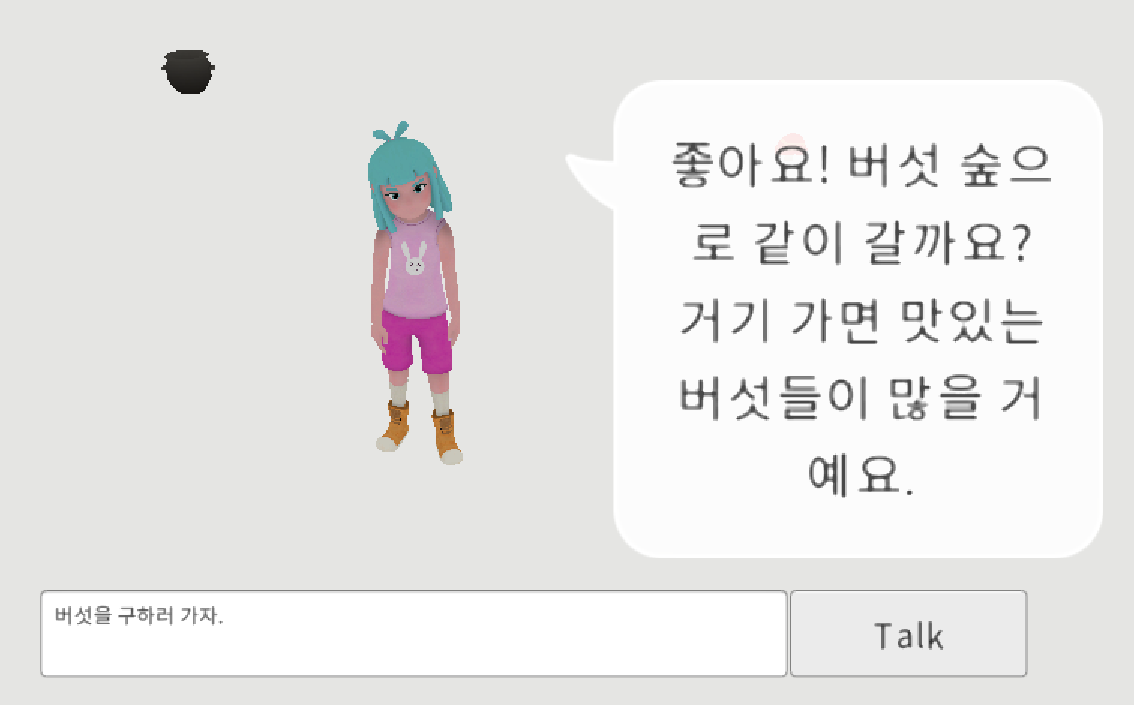 좋아요! 버섯 숲으
로 같이 갈까요?
거기 가면 맛있는
버섯들이 많을 거
예요.
버섯을 구하러 가자.
Talk